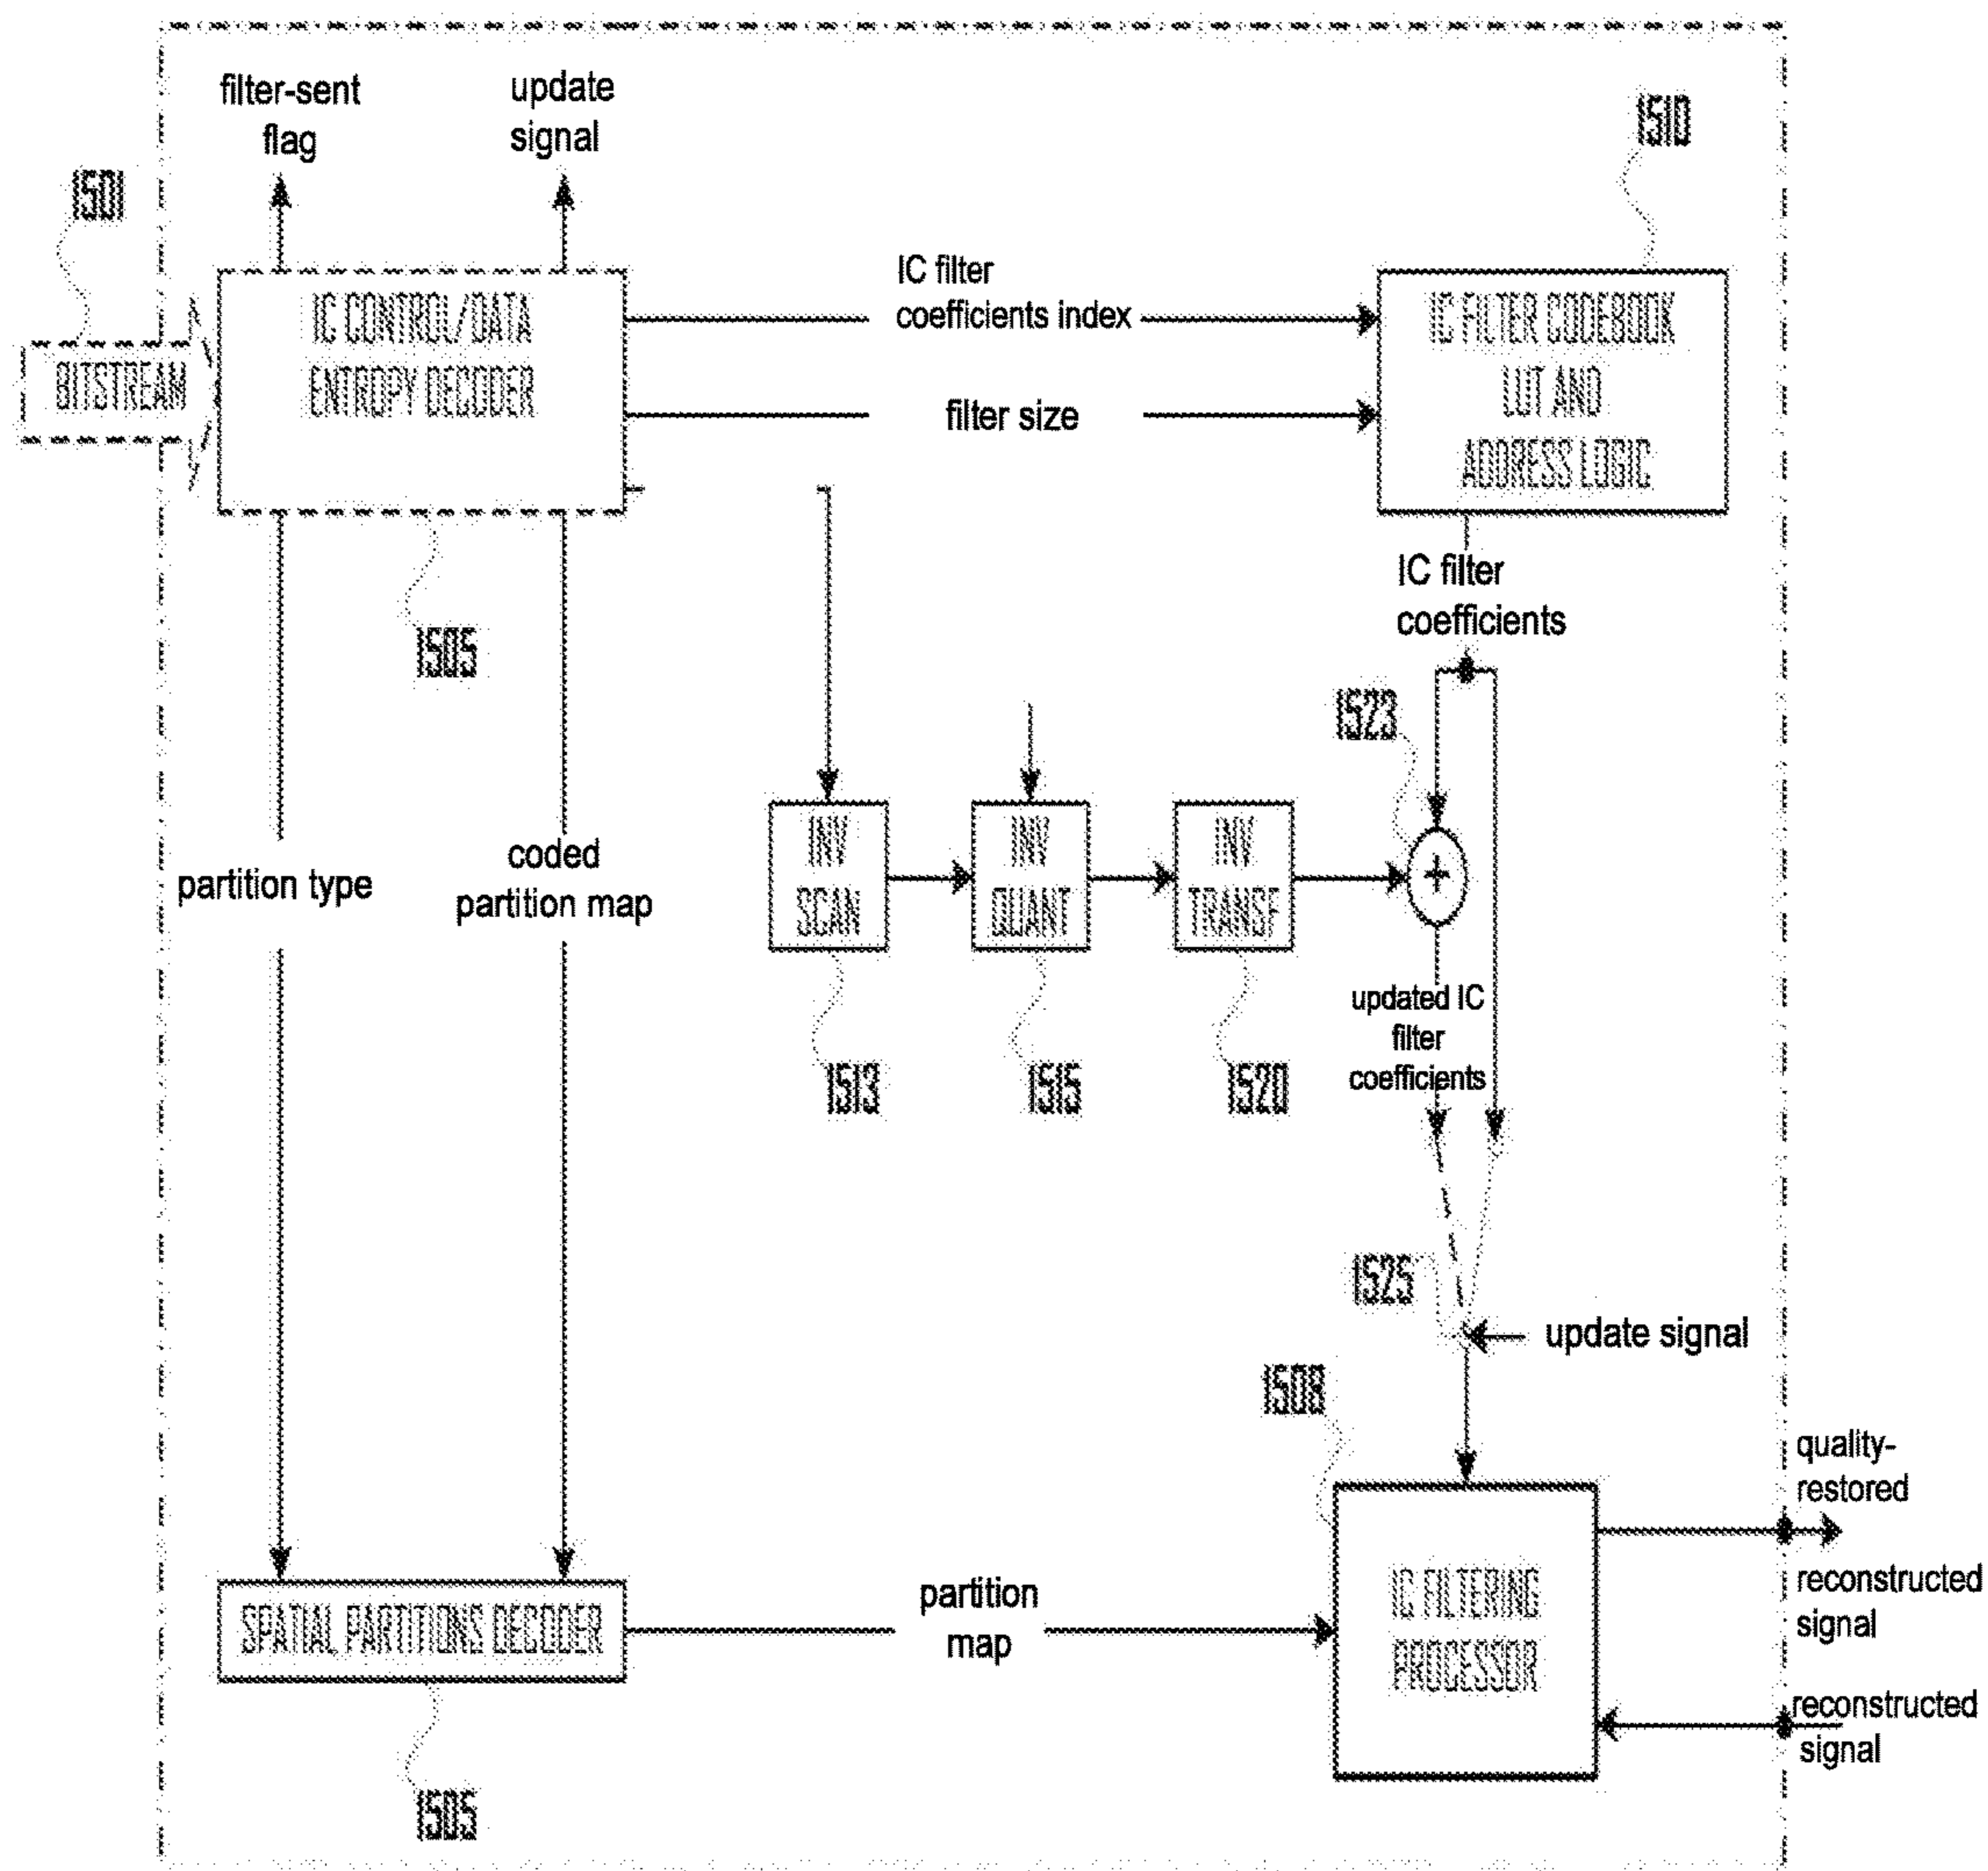 filter-sent
flag
update
signal
1510
1501
IC CONTROL/DATA
ENTROPY DECODER
BITSTREAM
IC filter
coefficients index
filter size
IC FILTER CODEBOOK
LUT AND
ADDRESS LOGIC
IC filter
coefficients
1505
1523
partition type
coded
partition map
INV
SCAN
INV
QUANT
INV
TRANSF
+
updated IC
filter
coefficients
1513
1515
1520
1525
update signal
1508
quality-
restored
reconstructed
signal
SPATIAL PARTITIONS DECODER
partition
map
IC FILTERING
PROCESSOR
reconstructed
signal
1505